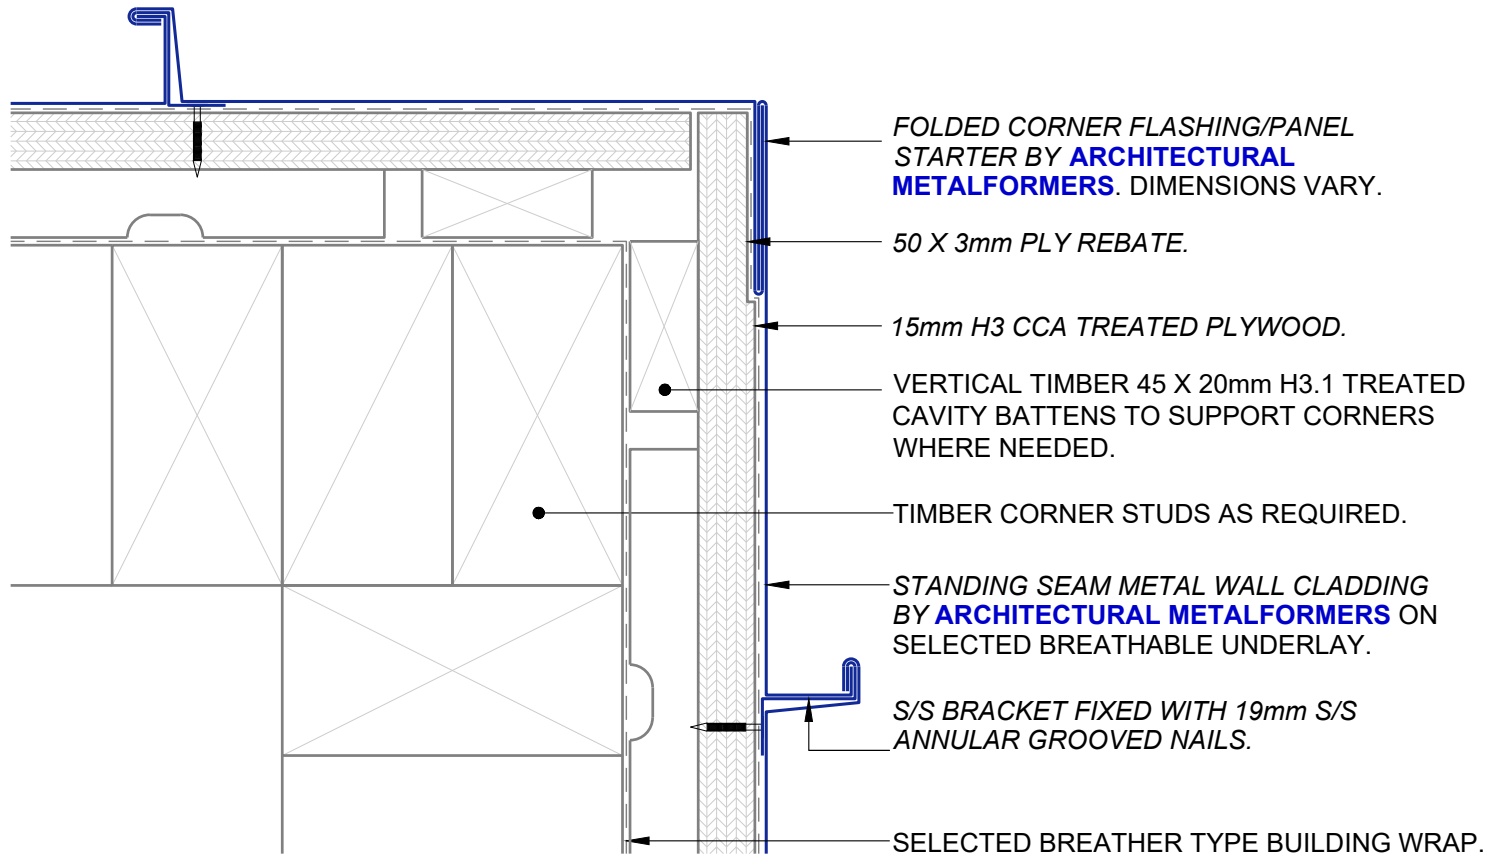 FOLDED CORNER FLASHING/PANEL
STARTER BY ARCHITECTURAL
METALFORMERS. DIMENSIONS VARY.
50 X 3mm PLY REBATE.
15mm H3 CCA TREATED PLYWOOD.
VERTICAL TIMBER 45 X 20mm H3.1 TREATED
CAVITY BATTENS TO SUPPORT CORNERS
WHERE NEEDED.
TIMBER CORNER STUDS AS REQUIRED.
STANDING SEAM METAL WALL CLADDING
BY ARCHITECTURAL METALFORMERS ON
SELECTED BREATHABLE UNDERLAY.
S/S BRACKET FIXED WITH 19mm S/S
ANNULAR GROOVED NAILS.
SELECTED BREATHER TYPE BUILDING WRAP.